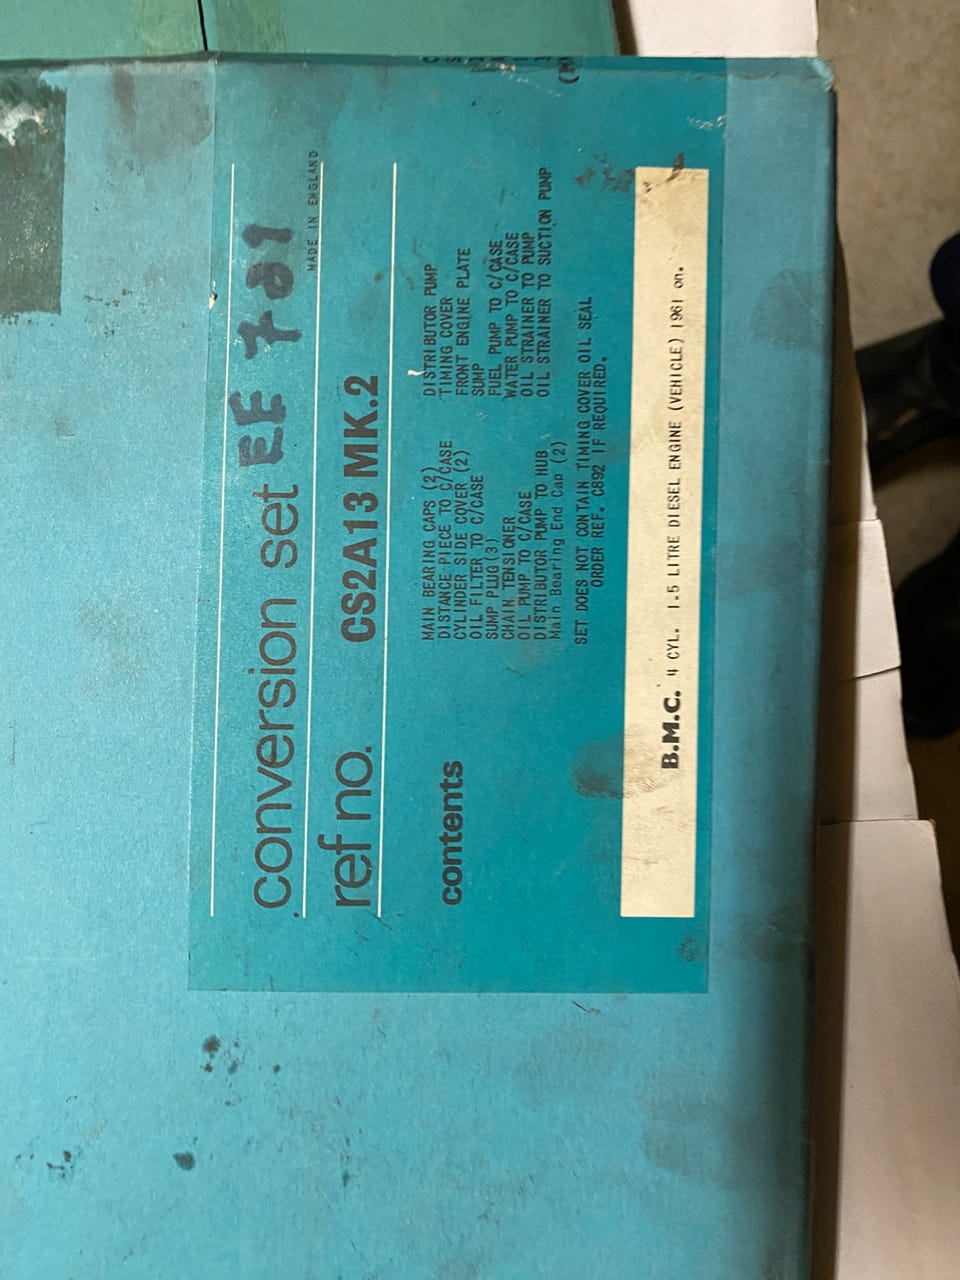 conversion set EE 701
MADE IN ENGLAND
ref no. CS2A13 MK.2
contents
MAIN BEARING CAPS (2)
DISTANCE PIECE TO C/CASE
CYLINDER SIDE COVER (2)
OIL FILTER TO C/CASE
SUMP PLUG(3)
CHAIN TENSIONER
OIL PUMP TO C/CASE
DISTRIBUTOR PUMP TO HUB
Main Bearing End Cap (2)
DISTRIBUTOR PUMP
TIMING COVER
FRONT ENGINE PLATE
SUMP
FUEL PUMP TO C/CASE
WATER PUMP TO C/CASE
OIL STRAINER TO PUMP
OIL STRAINER TO SUCTION PUMP
SET DOES NOT CONTAIN TIMING COVER OIL SEAL
ORDER REF. C892 IF REQUIRED.
B.M.C. 4 CYL. 1.5 LITRE DIESEL ENGINE (VEHICLE) 1961 on.